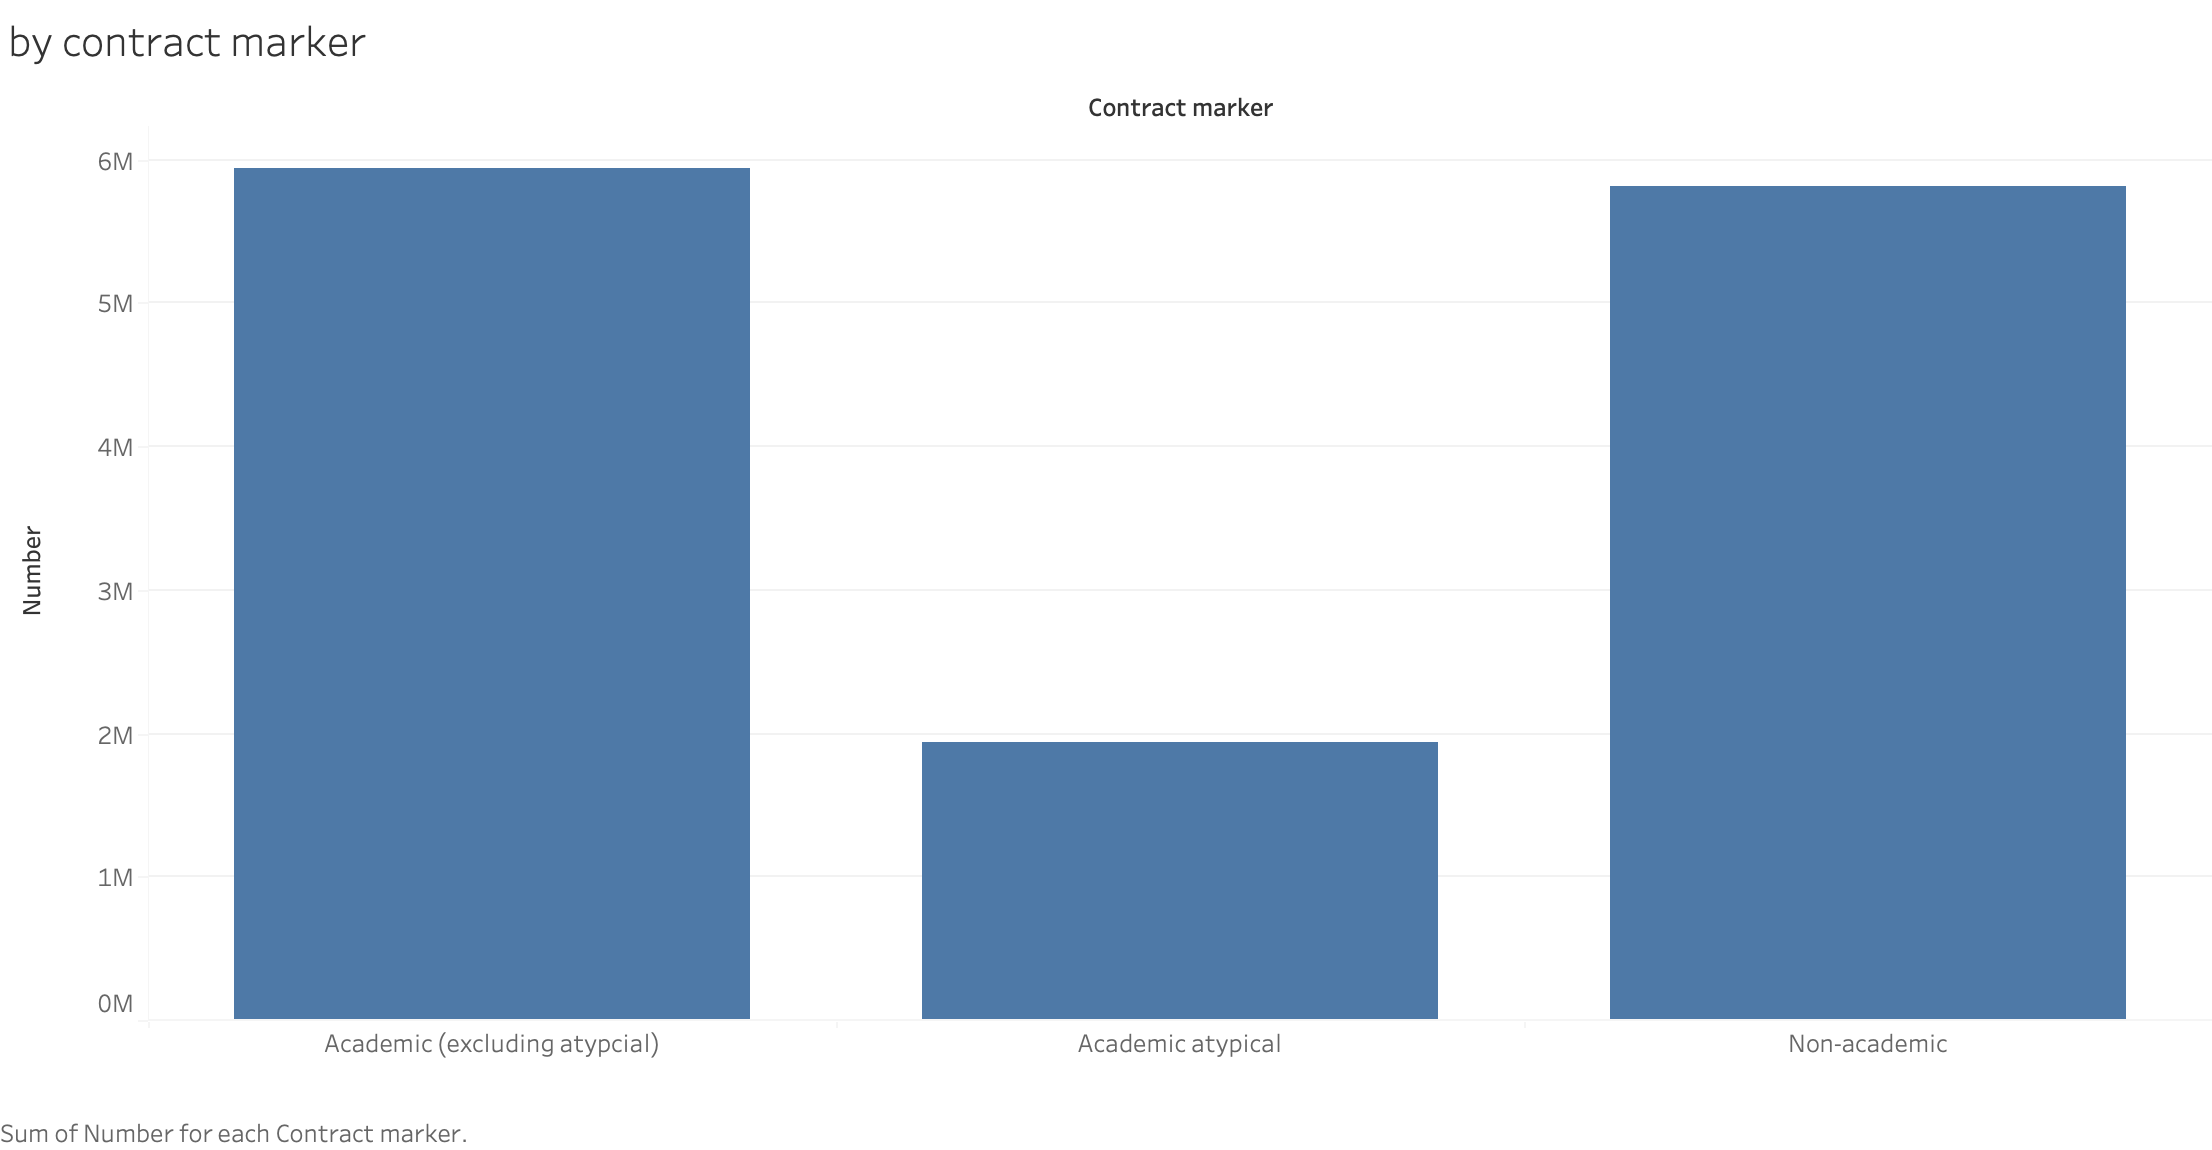 by contract marker
Contract marker
6M
5M
4M
3M
2M
1M
0M
Number
Academic (excluding atypcial)
Academic atypical
Non-academic
Sum of Number for each Contract marker.